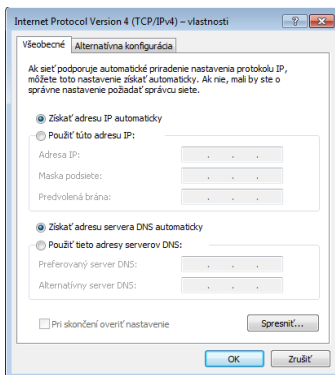 Internet Protocol Version 4 (TCP/IPv4) – vlastnosti
Všeobecné Alternatívna konfigurácia
Ak sieť podporuje automatické priradenie nastavenia protokolu IP,
môžete toto nastavenie získať automaticky. Ak nie, mali by ste o
správne nastavenie požiadať správcu siete.
Získať adresu IP automaticky
Použiť túto adresu IP:
Adresa IP:
Maska podsiete:
Predvolená brána:
Získať adresu servera DNS automaticky
Použiť tieto adresy serverov DNS:
Preferovaný server DNS:
Alternatívny server DNS:
Pri skončení overiť nastavenie
Spresniť...
OK Zrušiť